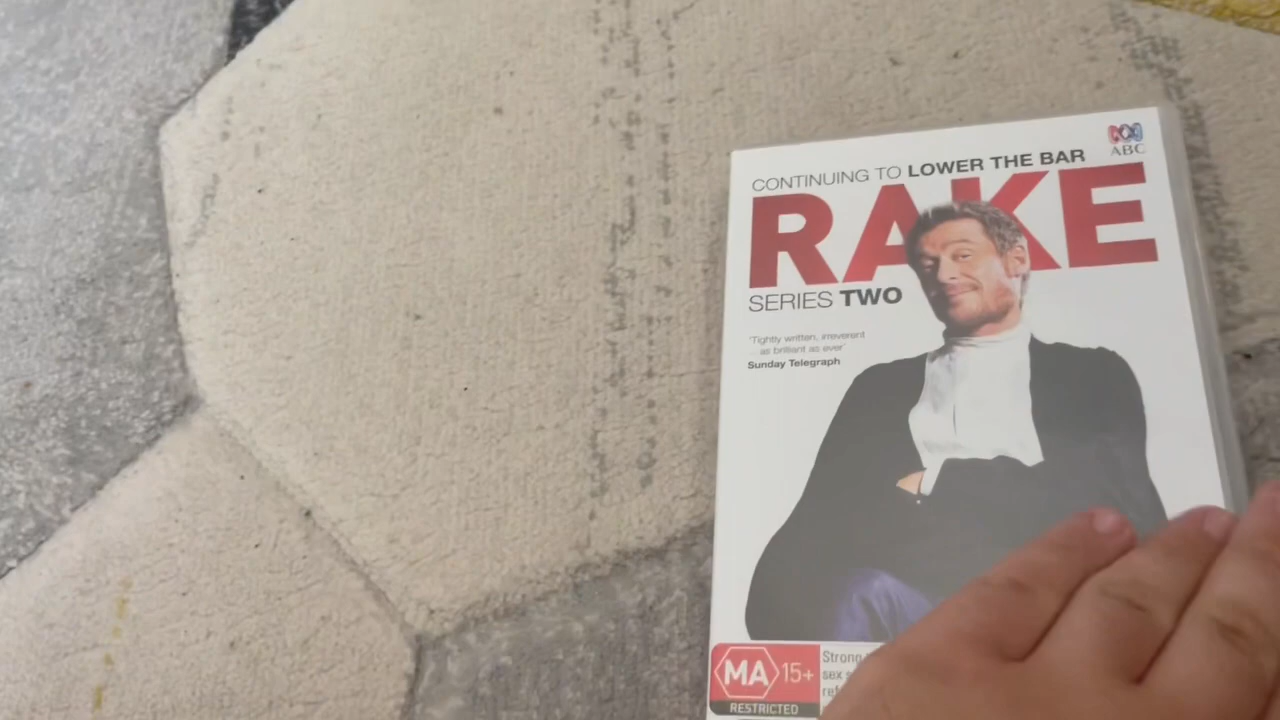 CONTINUING TO LOWER THE BAR
ABC
RAKE
SERIES TWO
'Tightly written, irreverent
... as brilliant as ever'
Sunday Telegraph
MA 15+
RESTRICTED
Strong
sex